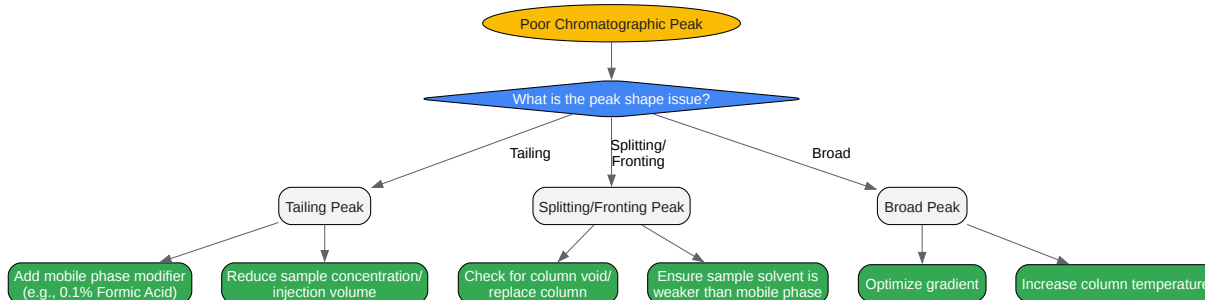 Poor Chromatographic Peak
What is the peak shape issue?
Tailing
Splitting/
Fronting
Broad
Tailing Peak
Splitting/Fronting Peak
Broad Peak
Add mobile phase modifier
(e.g., 0.1% Formic Acid)
Reduce sample concentration/
injection volume
Check for column void/
replace column
Ensure sample solvent is
weaker than mobile phase
Optimize gradient
Increase column temperature